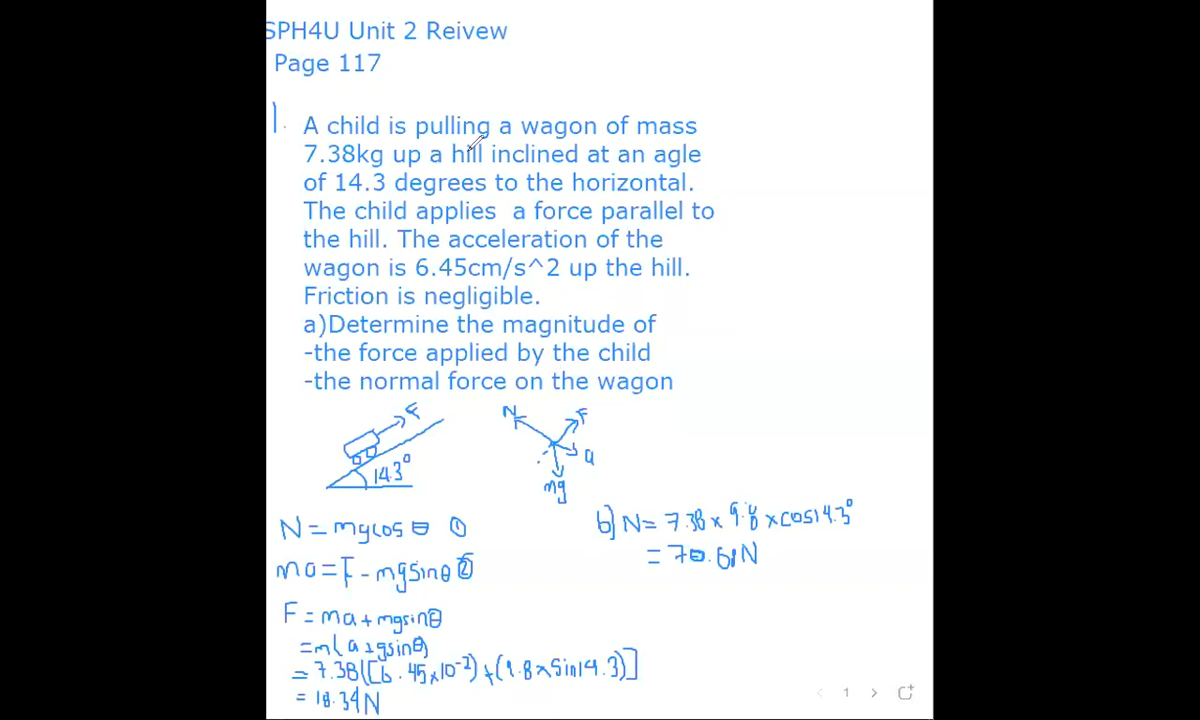 SPH4U Unit 2 Reivew
Page 117
1. A child is pulling a wagon of mass
7.38kg up a hill inclined at an agle
of 14.3 degrees to the horizontal.
The child applies a force parallel to
the hill. The acceleration of the
wagon is 6.45cm/s^2 up the hill.
Friction is negligible.
a)Determine the magnitude of
-the force applied by the child
-the normal force on the wagon
F
14.3°
N
F
a
mg
N = mgcosθ ①
ma = F - mgsinθ ②
F = ma + mgsinθ
= m(a + gsinθ)
= 7.38([6.45×10⁻²) + (9.8×sin14.3)]
= 18.34N
b] N = 7.38 × 9.8 × cos14.3°
= 70.61N
1